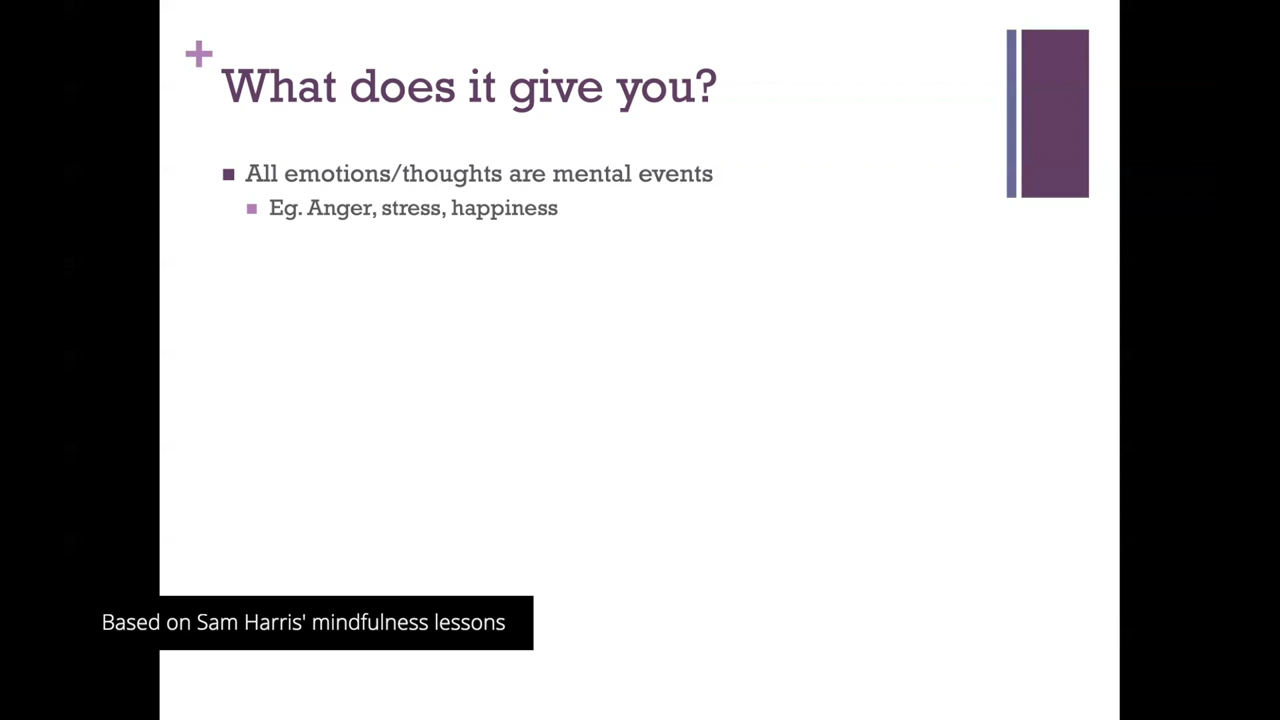 +
What does it give you?
All emotions/thoughts are mental events
Eg. Anger, stress, happiness
Based on Sam Harris' mindfulness lessons